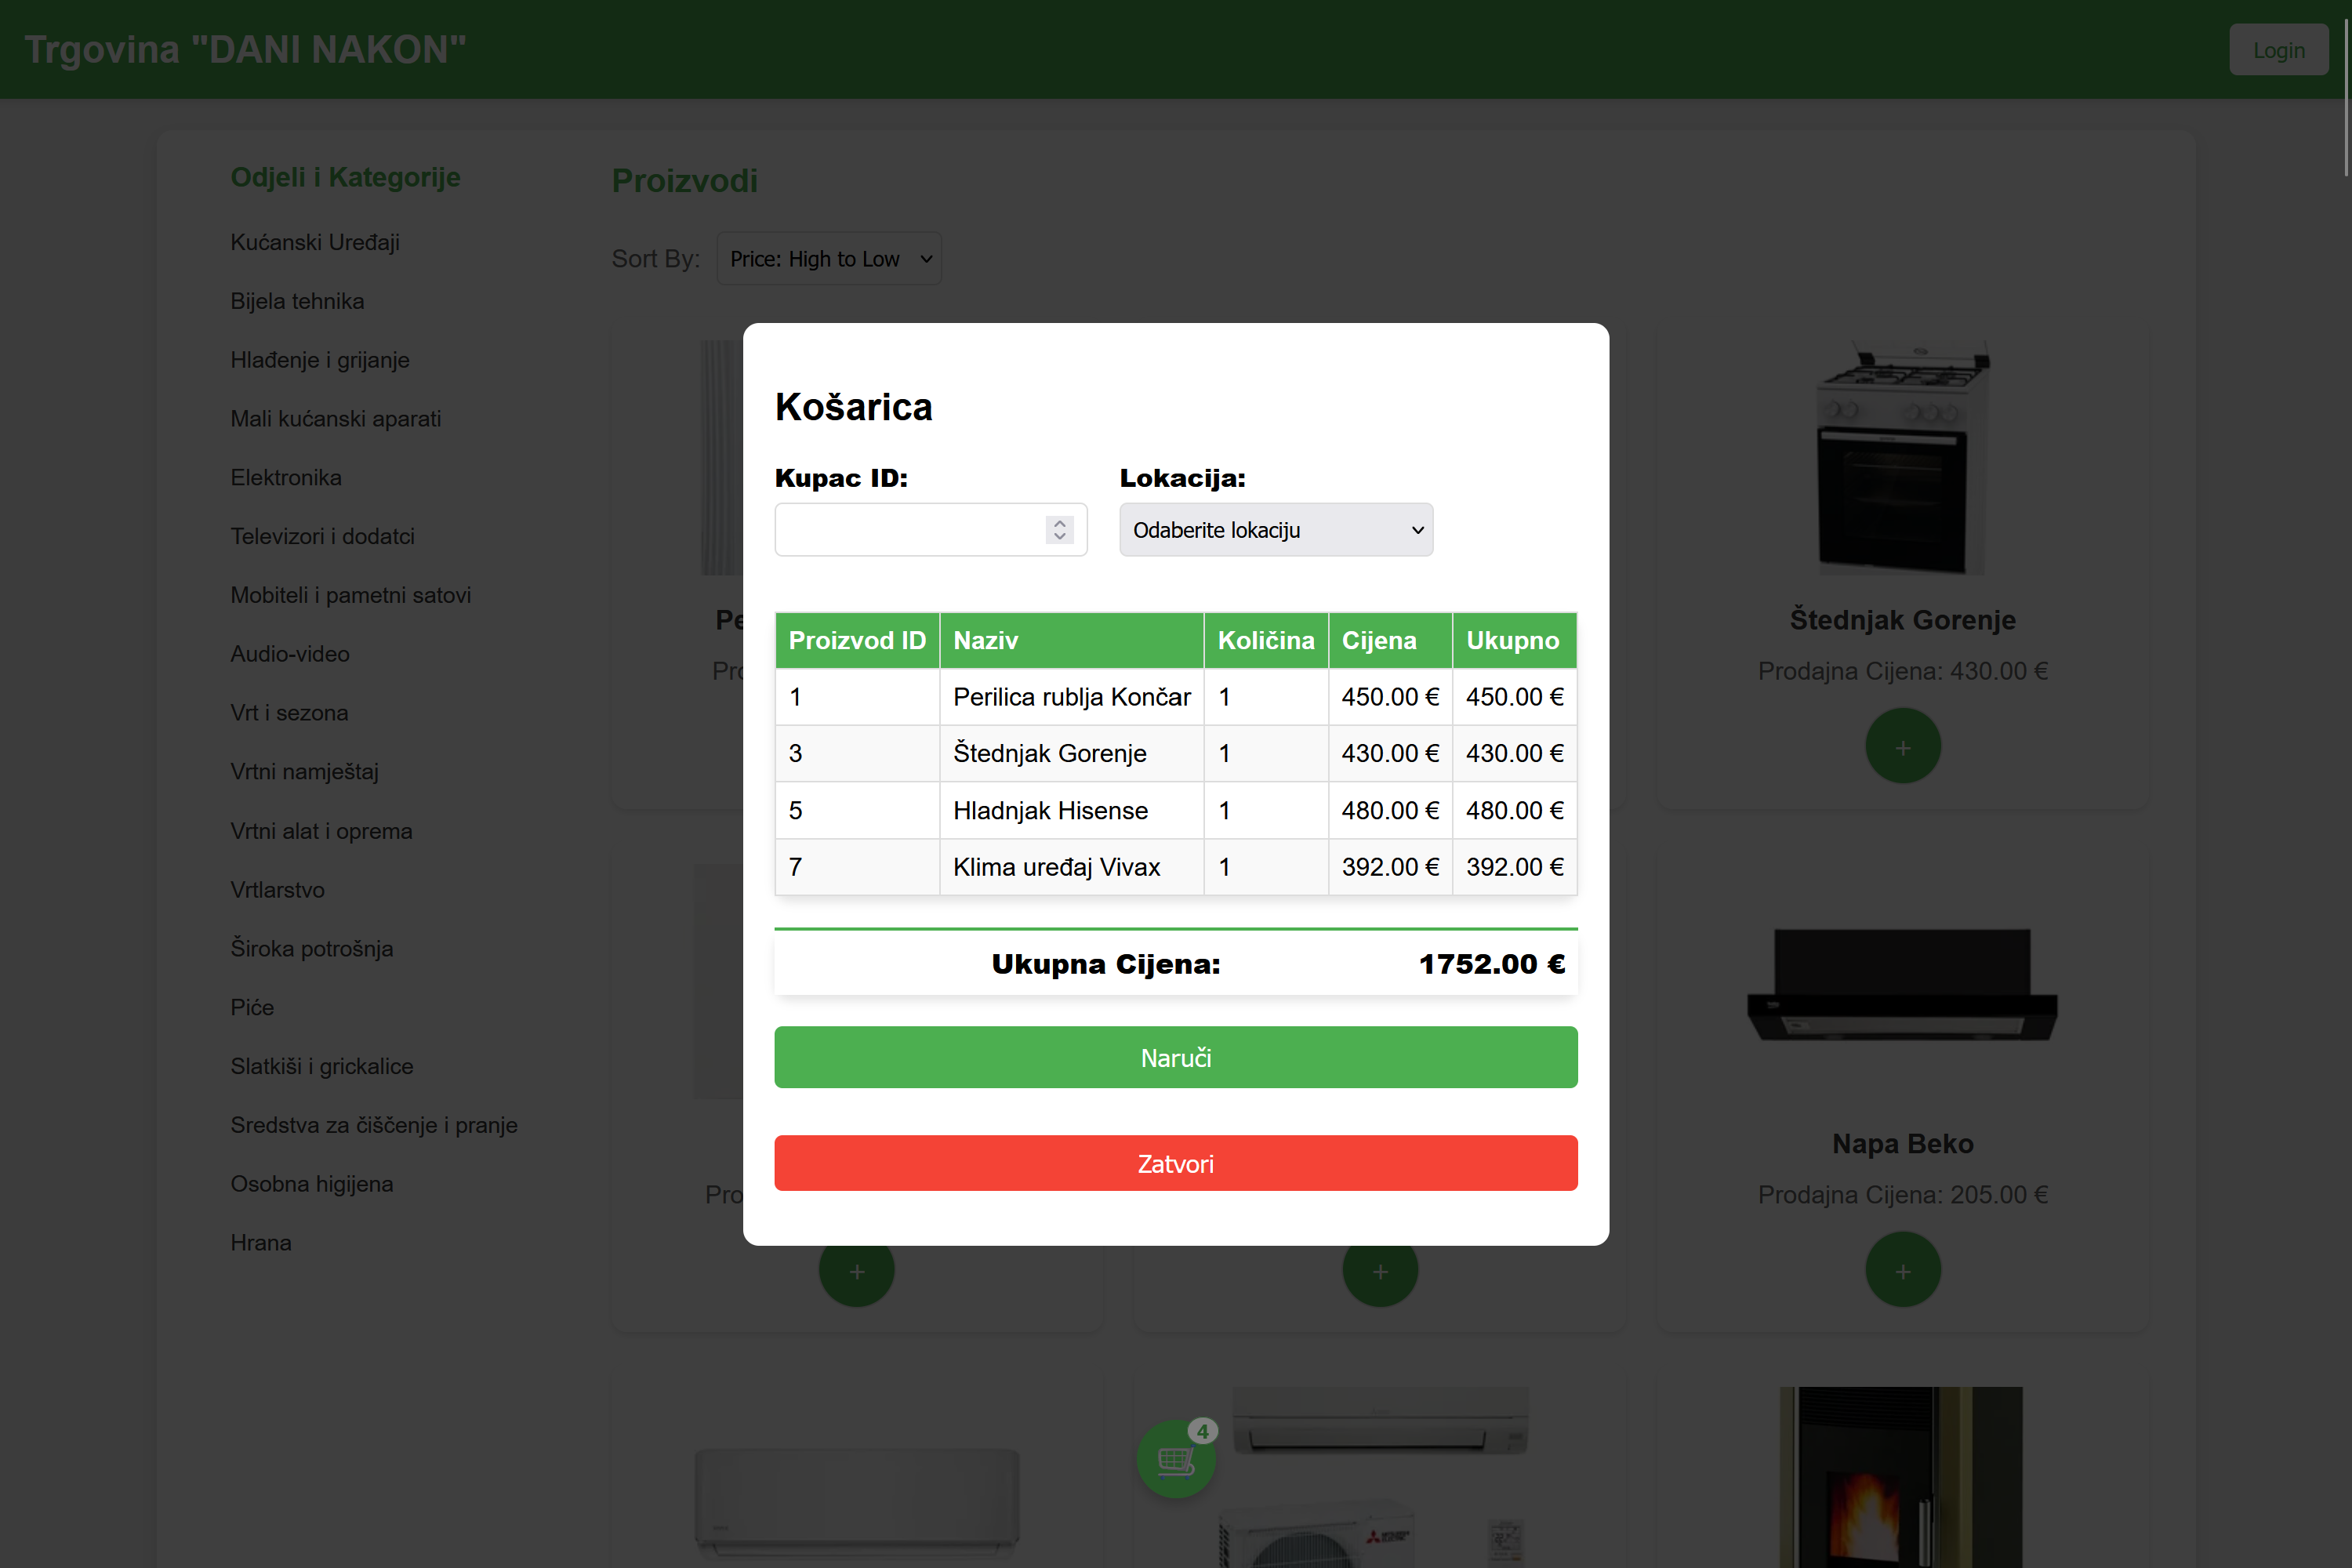 Trgovina "DANI NAKON"
Login
Odjeli i Kategorije
Kućanski Uređaji
Bijela tehnika
Hlađenje i grijanje
Mali kućanski aparati
Elektronika
Televizori i dodatci
Mobiteli i pametni satovi
Audio-video
Vrt i sezona
Vrtni namještaj
Vrtni alat i oprema
Vrtlarstvo
Široka potrošnja
Piće
Slatkiši i grickalice
Sredstva za čiščenje i pranje
Osobna higijena
Hrana
Proizvodi
Sort By: Price: High to Low
Košarica
Kupac ID: Lokacija:
Odaberite lokaciju
Proizvod ID Naziv Količina Cijena Ukupno
1 Perilica rublja Končar 1 450.00 € 450.00 €
3 Štednjak Gorenje 1 430.00 € 430.00 €
5 Hladnjak Hisense 1 480.00 € 480.00 €
7 Klima uređaj Vivax 1 392.00 € 392.00 €
Ukupna Cijena: 1752.00 €
Naruči
Zatvori
Pe
Pro
Štednjak Gorenje
Prodajna Cijena: 430.00 €
+
Pro
Napa Beko
Prodajna Cijena: 205.00 €
+ + +
4
MITSUBISHI ELECTRIC